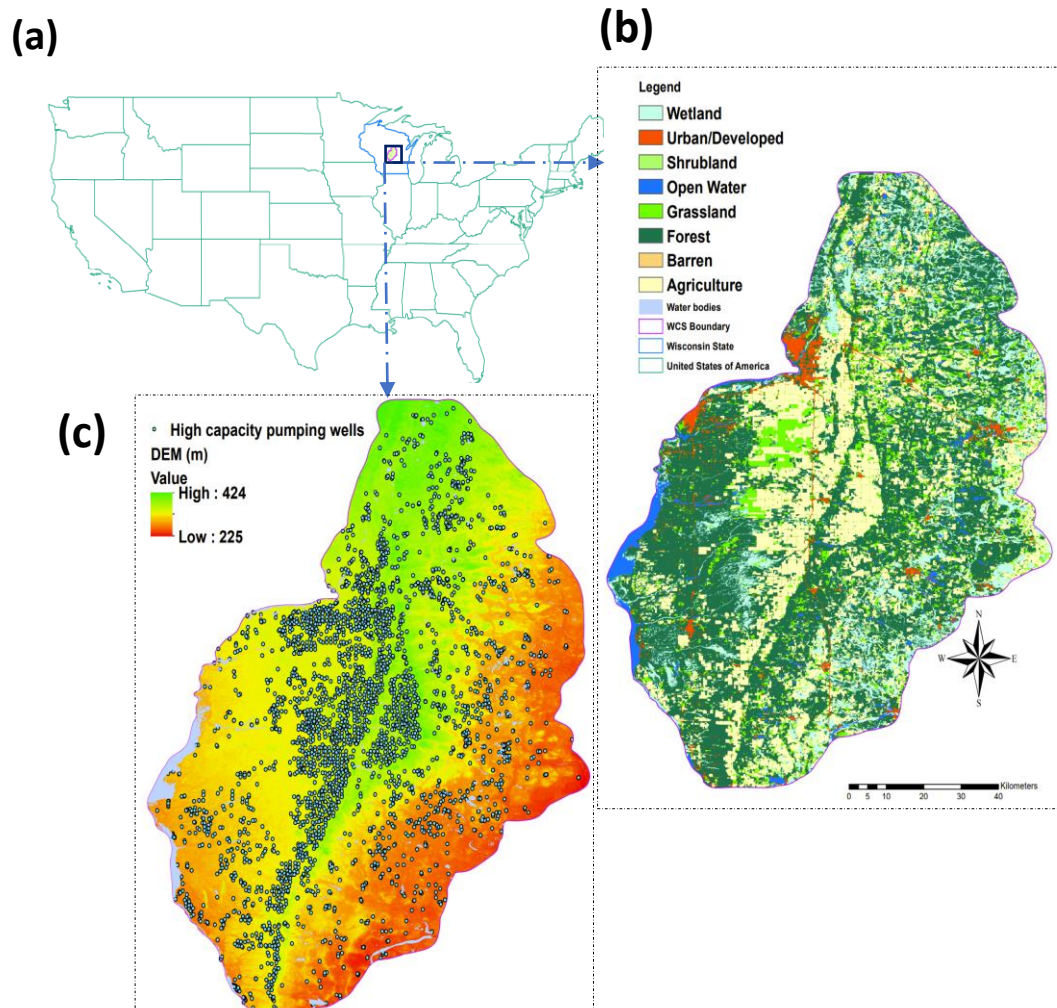 (a)
(b)
Legend
Wetland
Urban/Developed
Shrubland
Open Water
Grassland
Forest
Barren
Agriculture
Water bodies
WCS Boundary
Wisconsin State
United States of America
N
W
E
S
Kilometers
0 5 10 20 30 40
(c)
High capacity pumping wells
DEM (m)
Value
High : 424
Low : 225